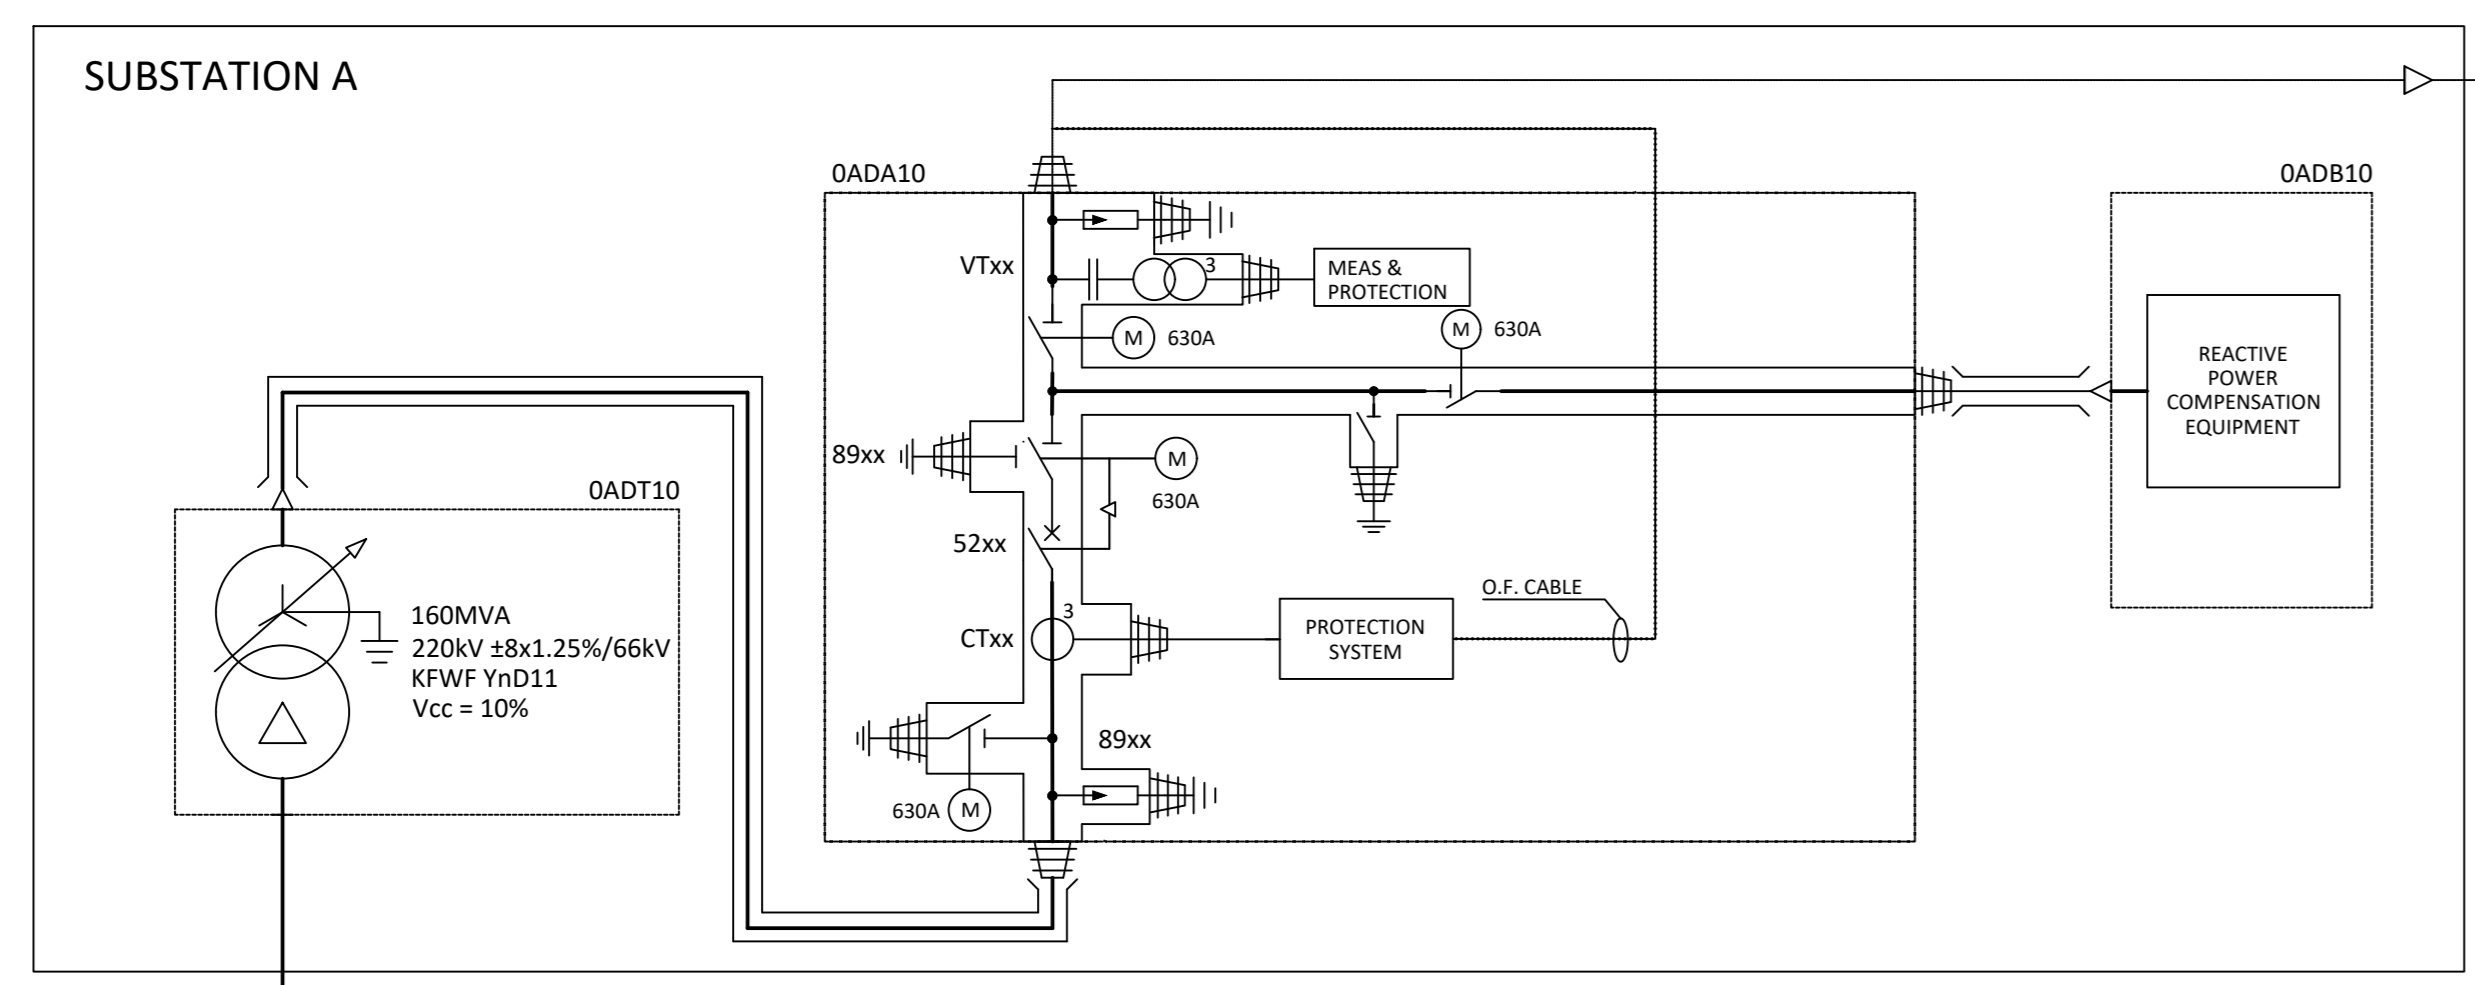 SUBSTATION A
0ADA10
0ADB10
VTxx
3
MEAS &
PROTECTION
M
630A
M
630A
REACTIVE
POWER
COMPENSATION
EQUIPMENT
89xx
M
630A
0ADT10
52xx
O.F. CABLE
160MVA
220kV ±8x1.25%/66kV
KFWF YnD11
Vcc = 10%
3
CTxx
PROTECTION
SYSTEM
89xx
630A
M